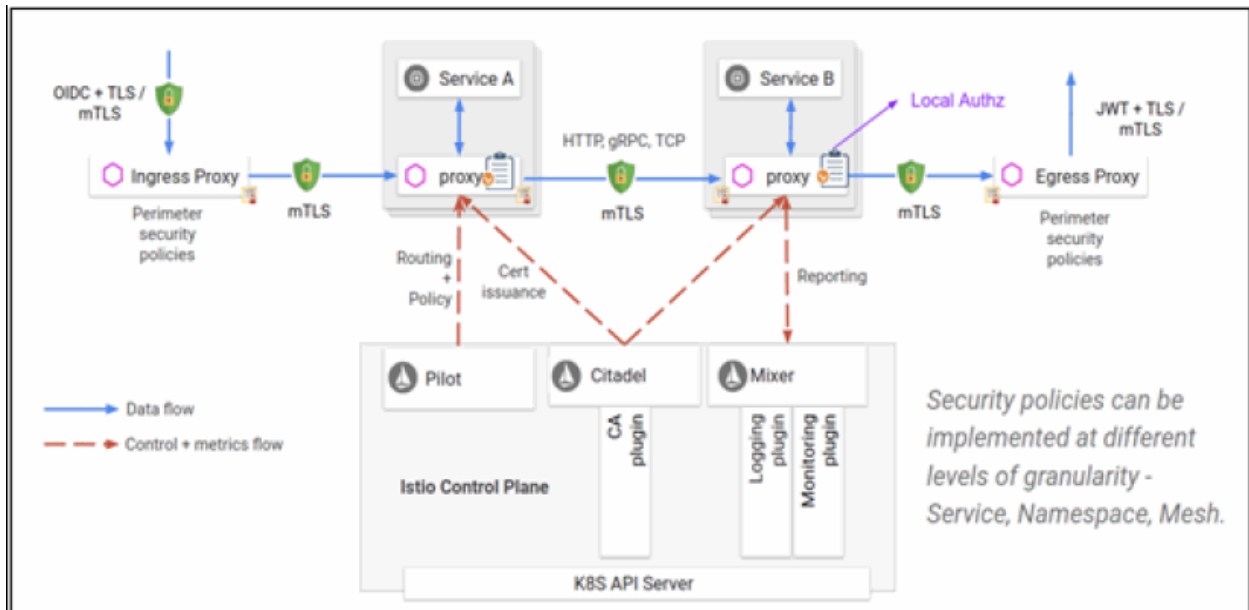 OIDC + TLS /
mTLS
Service A
Service B
Local Authz
JWT + TLS /
mTLS
HTTP, gRPC, TCP
Ingress Proxy
mTLS
proxy
mTLS
proxy
mTLS
Egress Proxy
Perimeter
security
policies
Perimeter
security
policies
Routing
+
Policy
Cert
issuance
Reporting
Pilot
Citadel
Mixer
Data flow
Control + metrics flow
CA
plugin
Logging
plugin
Monitoring
plugin
Istio Control Plane
K8S API Server
Security policies can be
implemented at different
levels of granularity -
Service, Namespace, Mesh.